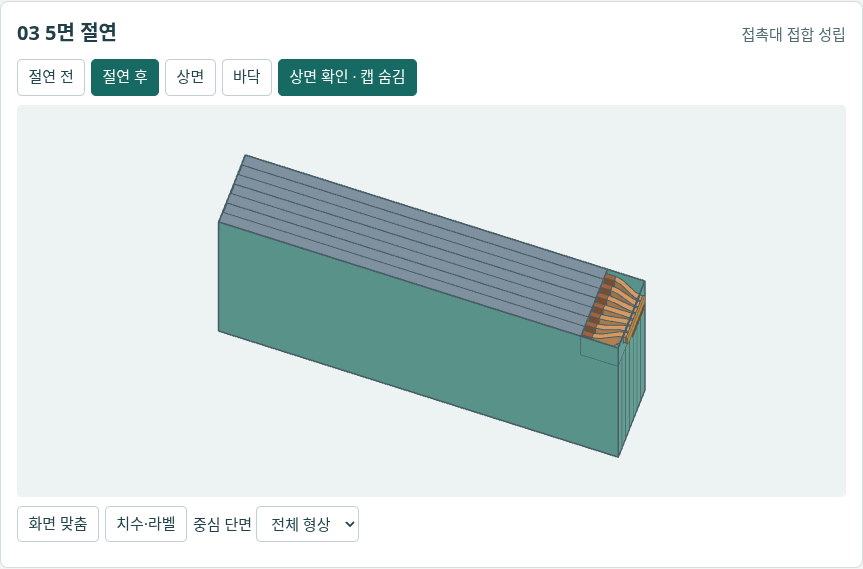 03 5면 절연
접촉대 접합 성립
절연 전
절연 후
상면
바닥
상면 확인 · 캡 숨김
화면 맞춤
치수·라벨
중심 단면
전체 형상